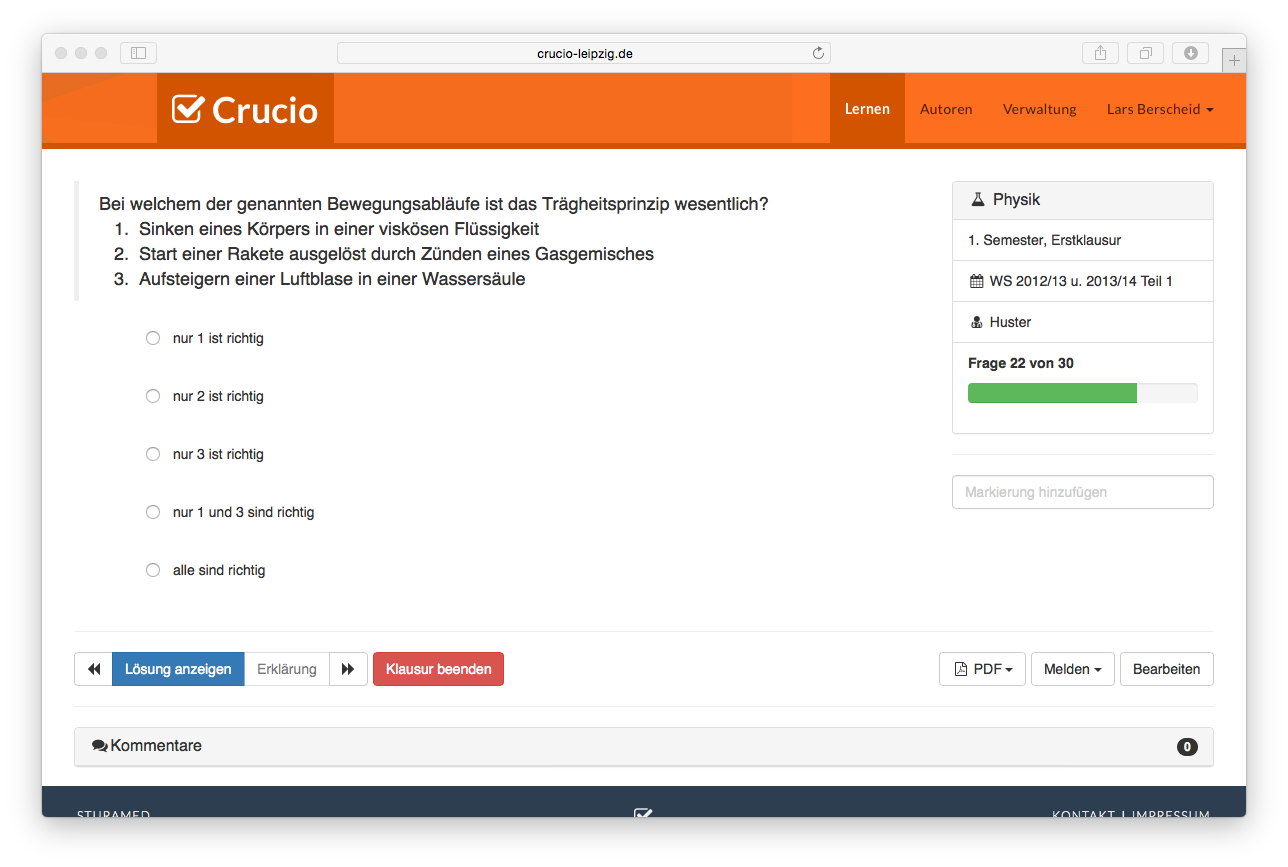 crucio-leipzig.de
Crucio
Lernen
Autoren
Verwaltung
Lars Berscheid
Bei welchem der genannten Bewegungsabläufe ist das Trägheitsprinzip wesentlich?
1. Sinken eines Körpers in einer viskösen Flüssigkeit
2. Start einer Rakete ausgelöst durch Zünden eines Gasgemisches
3. Aufsteigern einer Luftblase in einer Wassersäule
nur 1 ist richtig
nur 2 ist richtig
nur 3 ist richtig
nur 1 und 3 sind richtig
alle sind richtig
Physik
1. Semester, Erstklausur
WS 2012/13 u. 2013/14 Teil 1
Huster
Frage 22 von 30
Markierung hinzufügen
Lösung anzeigen
Erklärung
Klausur beenden
PDF
Melden
Bearbeiten
Kommentare
0
STURAMED
KONTAKT | IMPRESSUM